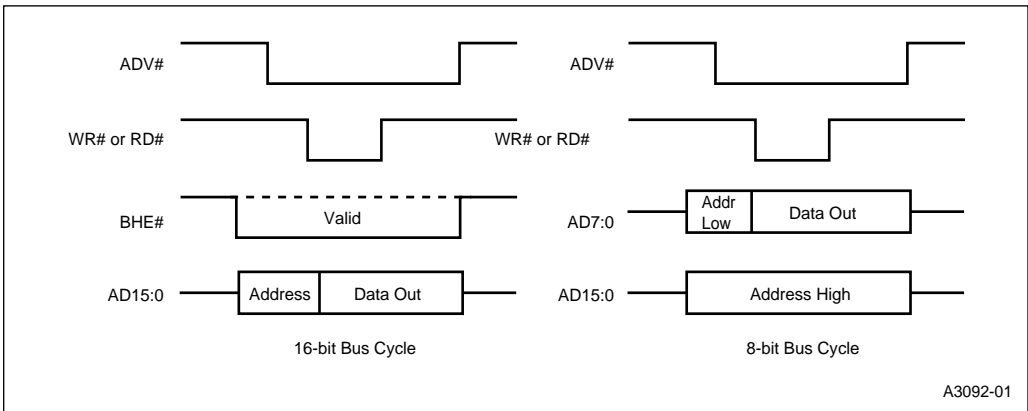 ADV#
WR# or RD#
BHE#
Valid
AD15:0
Address
Data Out
16-bit Bus Cycle
ADV#
WR# or RD#
AD7:0
Addr
Low
Data Out
AD15:0
Address High
8-bit Bus Cycle
A3092-01